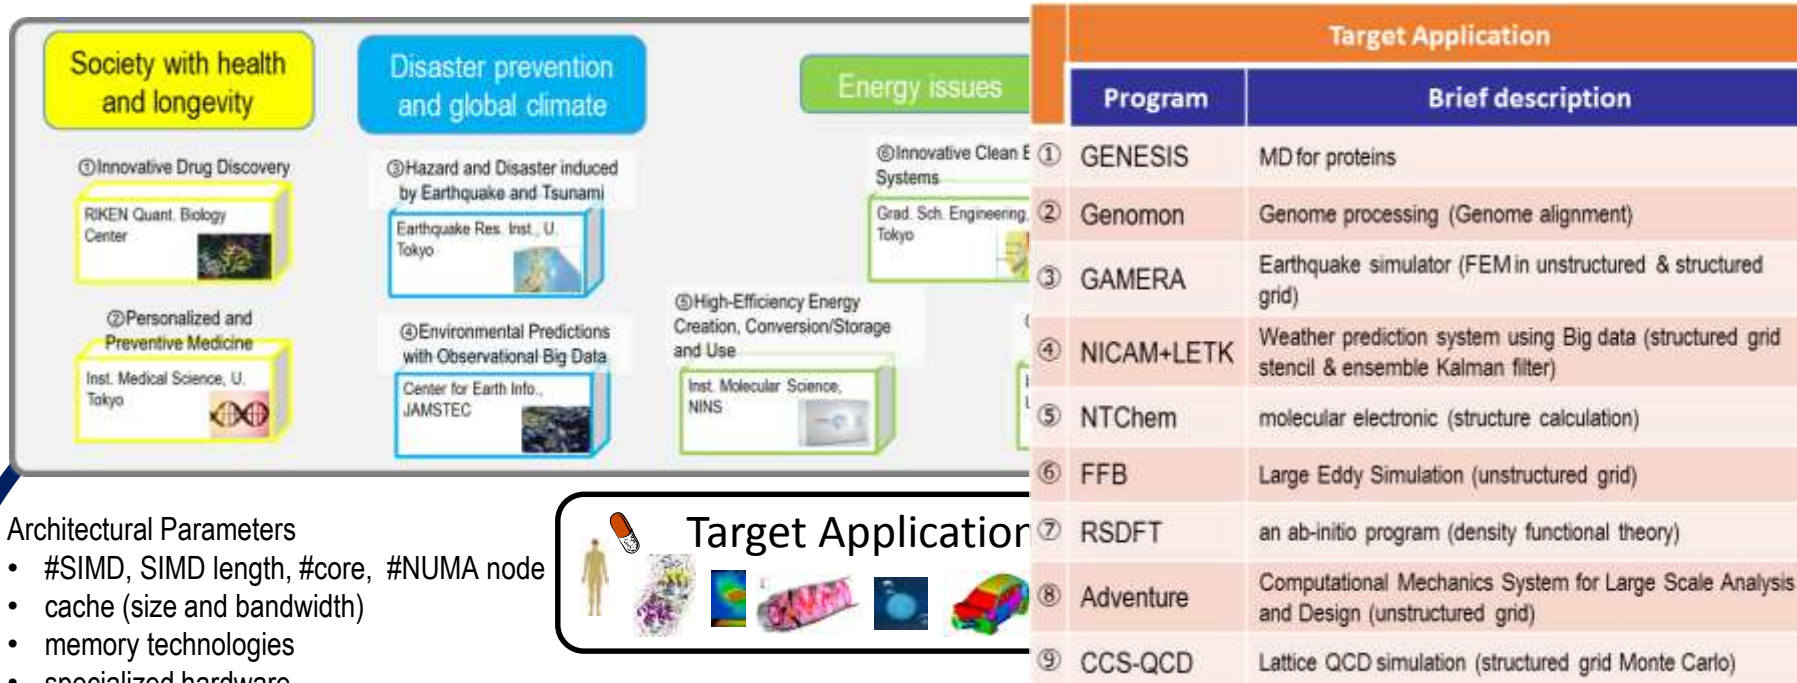 Society with health
and longevity
①Innovative Drug Discovery
RIKEN Quant. Biology
Center
②Personalized and
Preventive Medicine
Inst. Medical Science, U.
Tokyo
Disaster prevention
and global climate
③Hazard and Disaster induced
by Earthquake and Tsunami
Earthquake Res. Inst., U.
Tokyo
④Environmental Predictions
with Observational Big Data
Center for Earth Info.,
JAMSTEC
Energy issues
⑥Innovative Clean
Systems
Grad. Sch. Engineering,
Tokyo
⑤High-Efficiency Energy
Creation, Conversion/Storage
and Use
Inst. Molecular Science,
NINS
Target Application
Program Brief description
① GENESIS MD for proteins
② Genomon Genome processing (Genome alignment)
③ GAMERA Earthquake simulator (FEM in unstructured & structured
grid)
④ NICAM+LETK Weather prediction system using Big data (structured grid
stencil & ensemble Kalman filter)
⑤ NTChem molecular electronic (structure calculation)
⑥ FFB Large Eddy Simulation (unstructured grid)
⑦ RSDFT an ab-initio program (density functional theory)
⑧ Adventure Computational Mechanics System for Large Scale Analysis
and Design (unstructured grid)
⑨ CCS-QCD Lattice QCD simulation (structured grid Monte Carlo)
Architectural Parameters
• #SIMD, SIMD length, #core, #NUMA node
• cache (size and bandwidth)
• memory technologies
• specialized hardware
Target Application